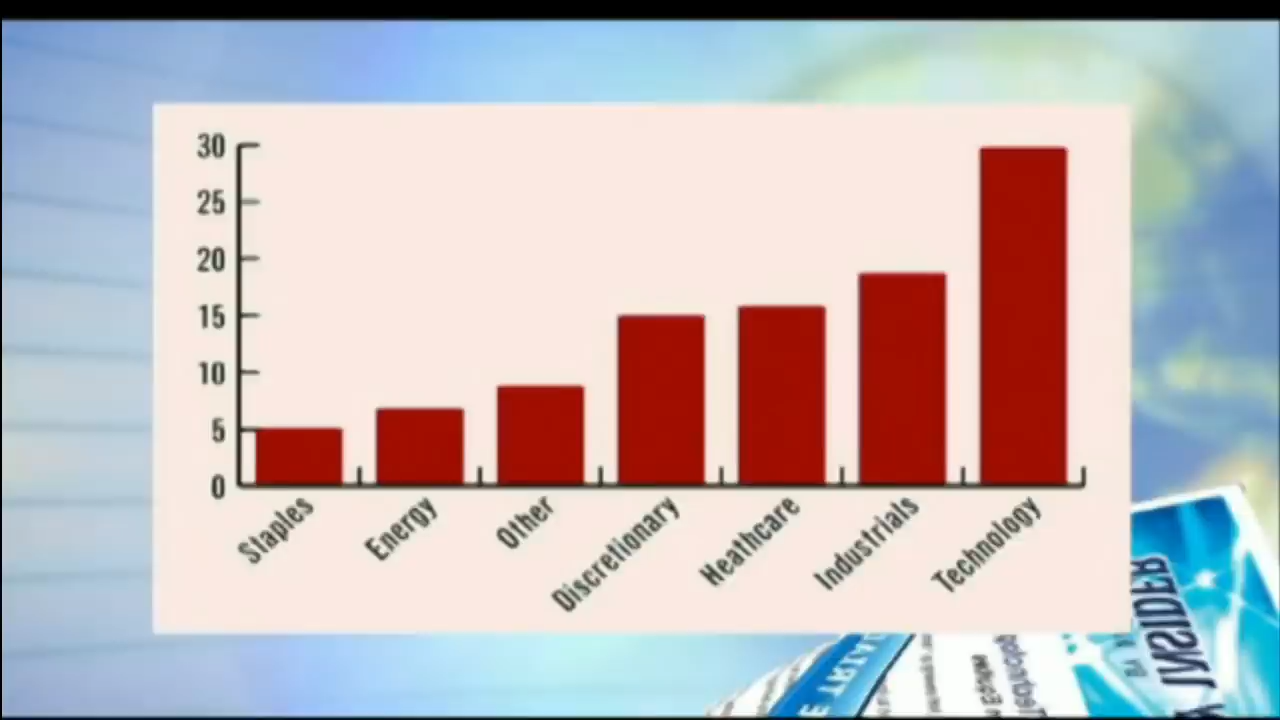 30
25
20
15
10
5
0
Staples
Energy
Other
Discretionary
Heathcare
Industrials
Technology
INSIDER